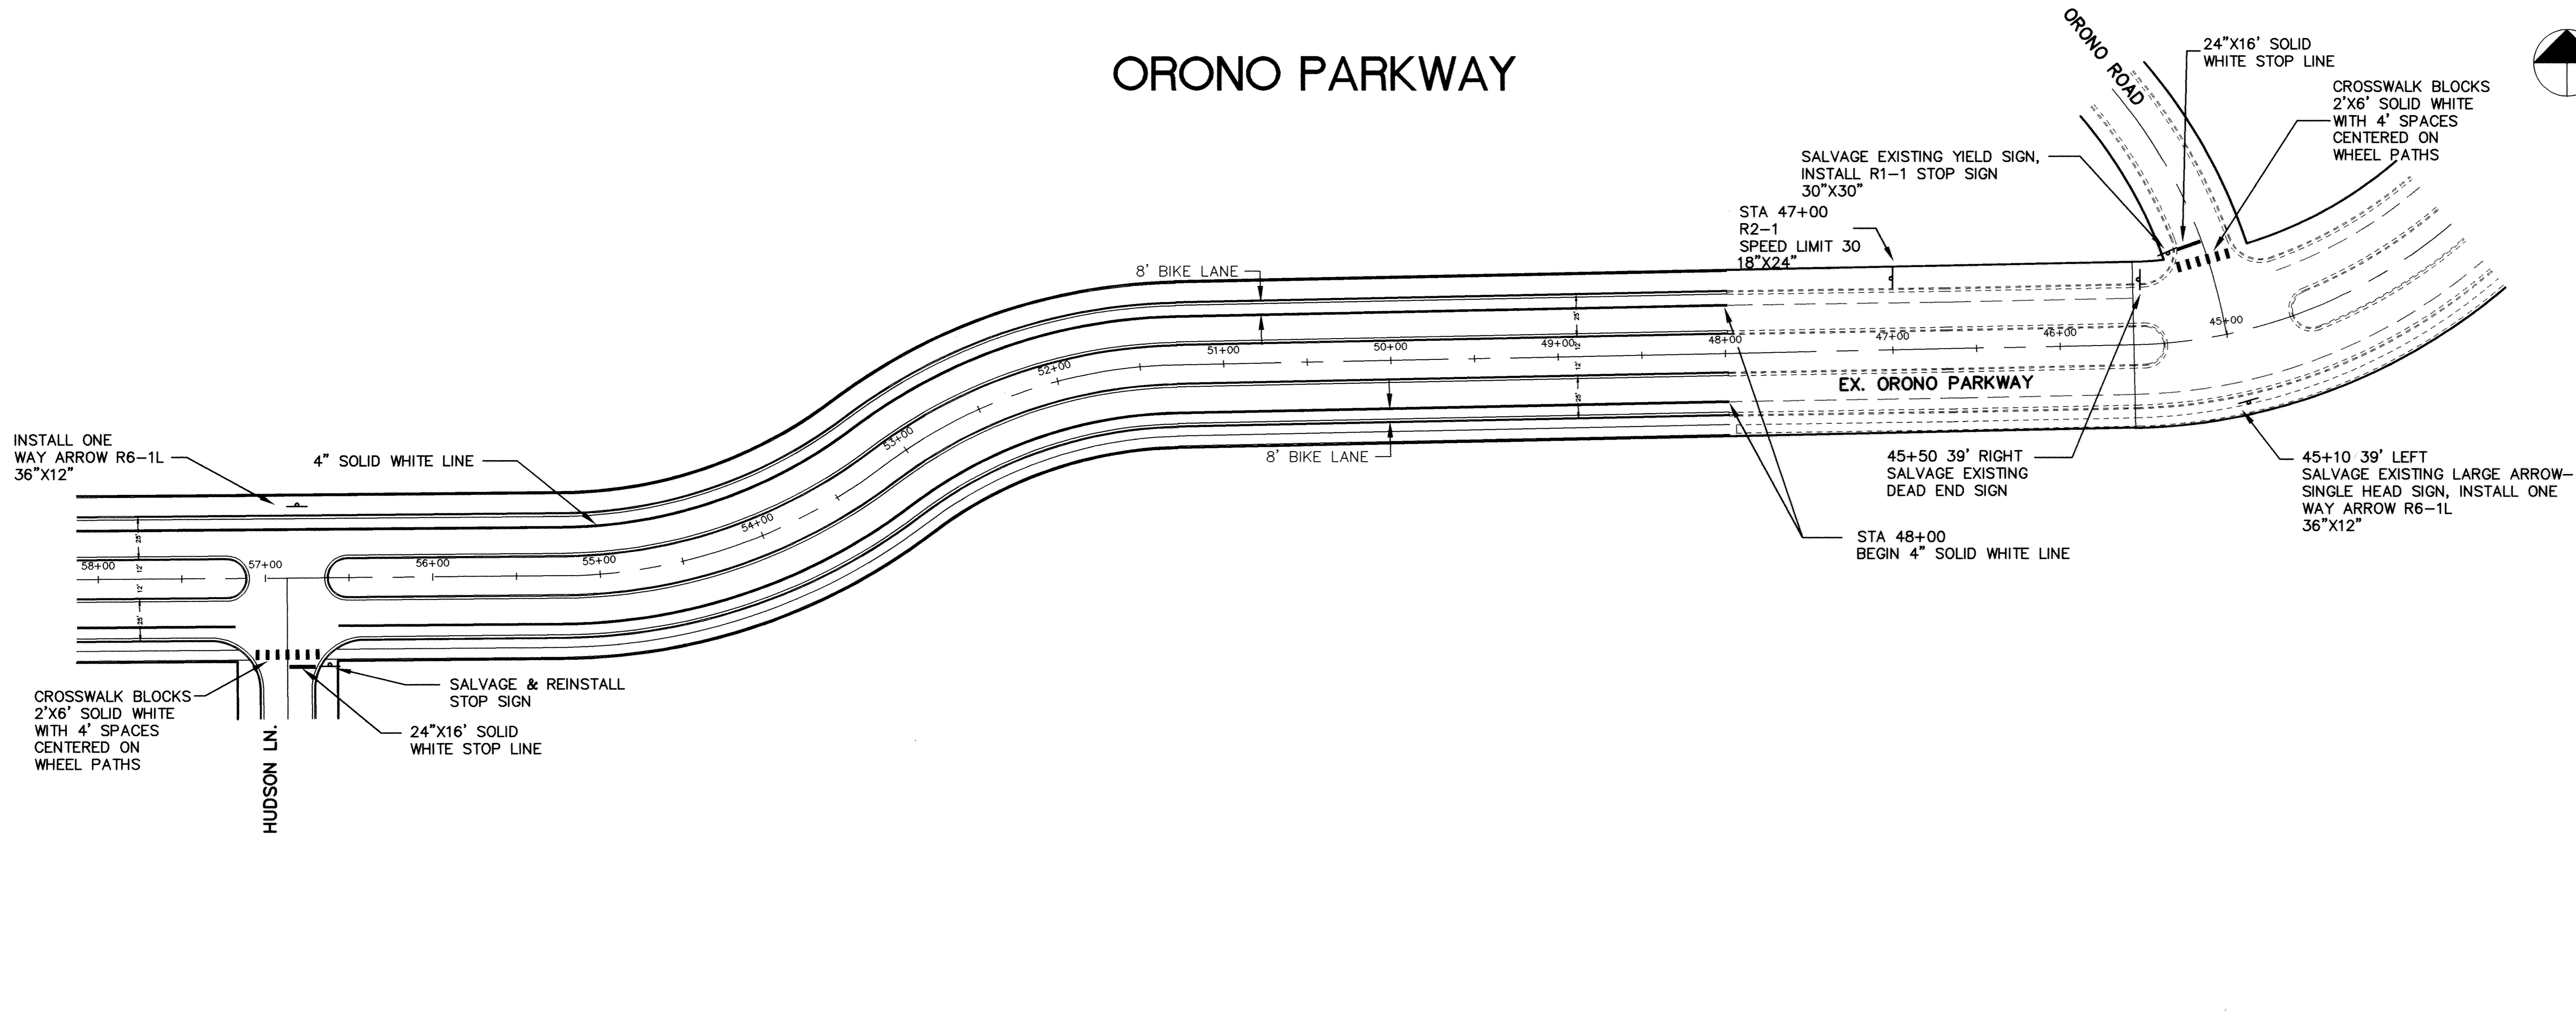 ORONO PARKWAY
ORONO ROAD
24"X16' SOLID
WHITE STOP LINE
CROSSWALK BLOCKS
2'X6' SOLID WHITE
WITH 4' SPACES
CENTERED ON
WHEEL PATHS
SALVAGE EXISTING YIELD SIGN,
INSTALL R1-1 STOP SIGN
30"X30"
STA 47+00
R2-1
SPEED LIMIT 30
18"X24"
8' BIKE LANE
25'
12'
12'
25'
45+00
46+00
47+00
48+00
49+00
50+00
51+00
52+00
53+00
54+00
55+00
56+00
57+00
58+00
EX. ORONO PARKWAY
8' BIKE LANE
45+50 39' RIGHT
SALVAGE EXISTING
DEAD END SIGN
45+10 39' LEFT
SALVAGE EXISTING LARGE ARROW-
SINGLE HEAD SIGN, INSTALL ONE
WAY ARROW R6-1L
36"X12"
STA 48+00
BEGIN 4" SOLID WHITE LINE
INSTALL ONE
WAY ARROW R6-1L
36"X12"
4" SOLID WHITE LINE
25'
12'
12'
25'
CROSSWALK BLOCKS
2'X6' SOLID WHITE
WITH 4' SPACES
CENTERED ON
WHEEL PATHS
SALVAGE & REINSTALL
STOP SIGN
24"X16' SOLID
WHITE STOP LINE
HUDSON LN.